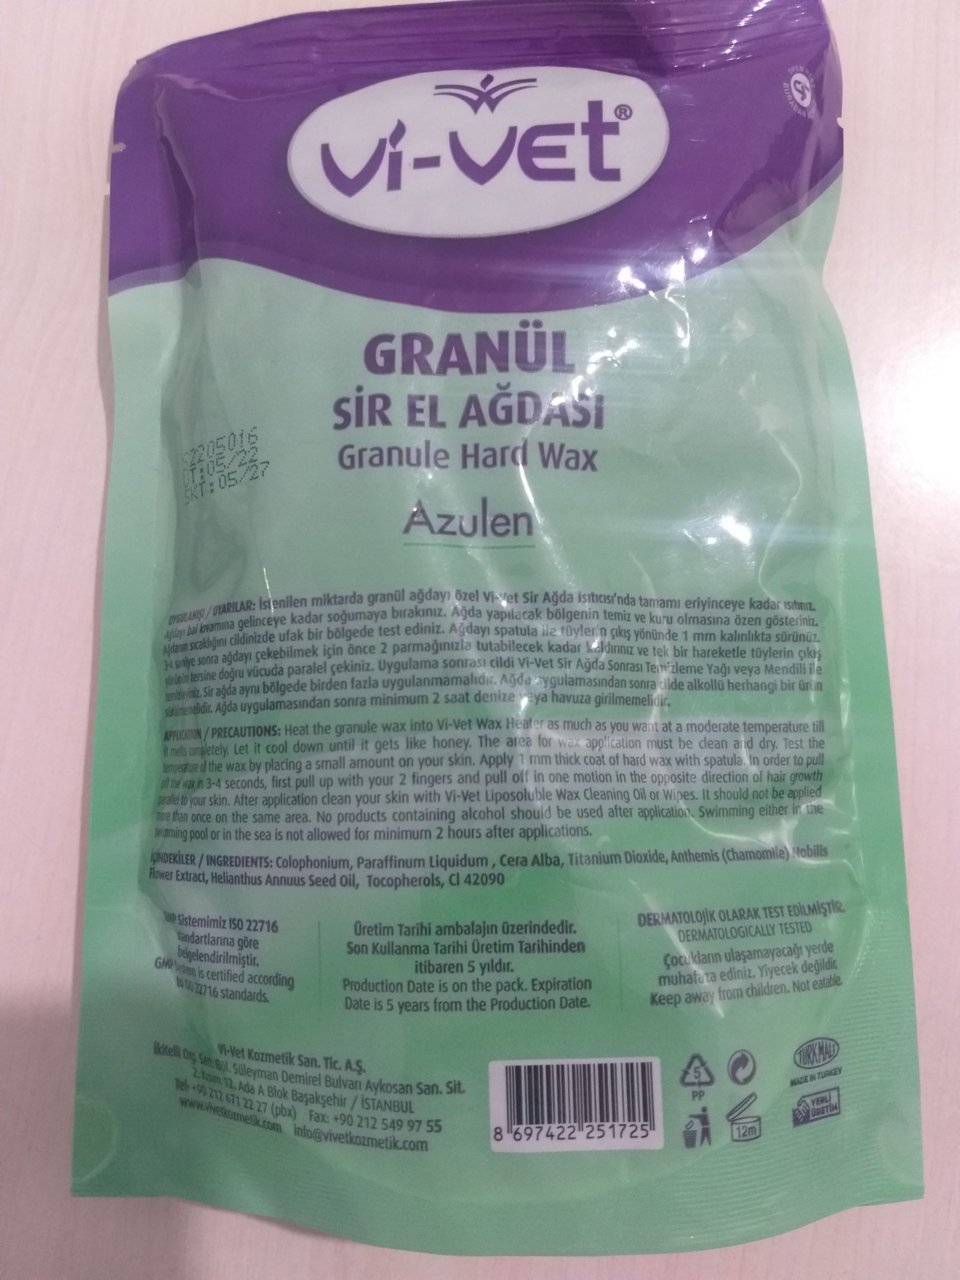 Vi-VEt®
GRANÜL
SİR EL AĞDASI
Granule Hard Wax
Azulen
52205016
ÜT:05/22
SKT:05/27
UYGULANIŞI / UYARILAR: İstenilen miktarda granül ağdayı özel Vi-Vet Sir Ağda Isıtıcısı'nda tamamı eriyinceye kadar ısıtınız.
Ağdayı bal kıvamına gelinceye kadar soğumaya bırakınız. Ağda yapılacak bölgenin temiz ve kuru olmasına özen gösteriniz.
Ağdanın sıcaklığını cildinizde ufak bir bölgede test ediniz. Ağdayı spatula ile tüylerin çıkış yönünde 1 mm kalınlıkta sürünüz.
3-4 saniye sonra ağdayı çekebilmek için önce 2 parmağınızla tutabilecek kadar kaldırınız ve tek bir hareketle tüylerin çıkış
yönünün tersine doğru vücuda paralel çekiniz. Uygulama sonrası cildi Vi-Vet Sir Ağda Sonrası Temizleme Yağı veya Mendili ile
temizleyiniz. Sir ağda aynı bölgede birden fazla uygulanmamalıdır. Ağda uygulamasından sonra cilde alkollü herhangi bir ürün
sürülmemelidir. Ağda uygulamasından sonra minimum 2 saat denize veya havuza girilmemelidir.
APPLICATION / PRECAUTIONS: Heat the granule wax into Vi-Vet Wax Heater as much as you want at a moderate temperature till
it melts completely. Let it cool down until it gets like honey. The area for wax application must be clean and dry. Test the
temperature of the wax by placing a small amount on your skin. Apply 1 mm thick coat of hard wax with spatula. In order to pull
off the wax in 3-4 seconds, first pull up with your 2 fingers and pull off in one motion in the opposite direction of hair growth
parallel to your skin. After application clean your skin with Vi-Vet Liposoluble Wax Cleaning Oil or Wipes. It should not be applied
more than once on the same area. No products containing alcohol should be used after application. Swimming either in the
swimming pool or in the sea is not allowed for minimum 2 hours after applications.
İÇİNDEKİLER / INGREDIENTS: Colophonium, Paraffinum Liquidum , Cera Alba, Titanium Dioxide, Anthemis (Chamomile) Nobilis
Flower Extract, Helianthus Annuus Seed Oil, Tocopherols, Cl 42090
GMP Sistemimiz ISO 22716
standartlarına göre
belgelendirilmiştir.
GMP System is certified according
to ISO 22716 standards.
Üretim Tarihi ambalajın üzerindedir.
Son Kullanma Tarihi Üretim Tarihinden
itibaren 5 yıldır.
Production Date is on the pack. Expiration
Date is 5 years from the Production Date.
DERMATOLOJİK OLARAK TEST EDİLMİŞTİR.
DERMATOLOGICALLY TESTED
Çocukların ulaşamayacağı yerde
muhafaza ediniz. Yiyecek değildir.
Keep away from children. Not eatable.
Vi-Vet Kozmetik San. Tic. A.Ş.
İkitelli Org. San. Böl. Süleyman Demirel Bulvarı Aykosan San. Sit.
2. Kısım 12. Ada A Blok Başakşehir / İSTANBUL
Tel: +90 212 671 22 27 (pbx) Fax: +90 212 549 97 55
www.vivetkozmetik.com info@vivetkozmetik.com
8 697422 251725
5
PP
12m
TÜRK MALI
MADE IN TURKEY
YERLİ
ÜRETİM